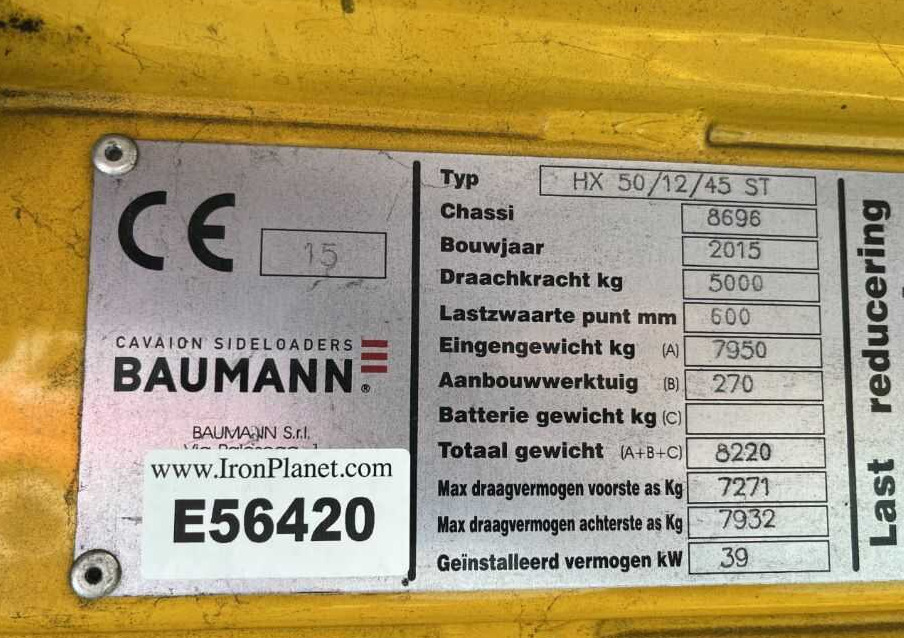 CE 15
CAVAION SIDELOADERS
BAUMANN®
BAUMANN S.r.l.
www.IronPlanet.com
E56420
Typ HX 50/12/45 ST
Chassi 8696
Bouwjaar 2015
Draachkracht kg 5000
Lastzwaarte punt mm 600
Eingengewicht kg (A) 7950
Aanbouwwerktuig (B) 270
Batterie gewicht kg (C)
Totaal gewicht (A+B+C) 8220
Max draagvermogen voorste as Kg 7271
Max draagvermogen achterste as Kg 7932
Geïnstalleerd vermogen kW 39
Last reducering